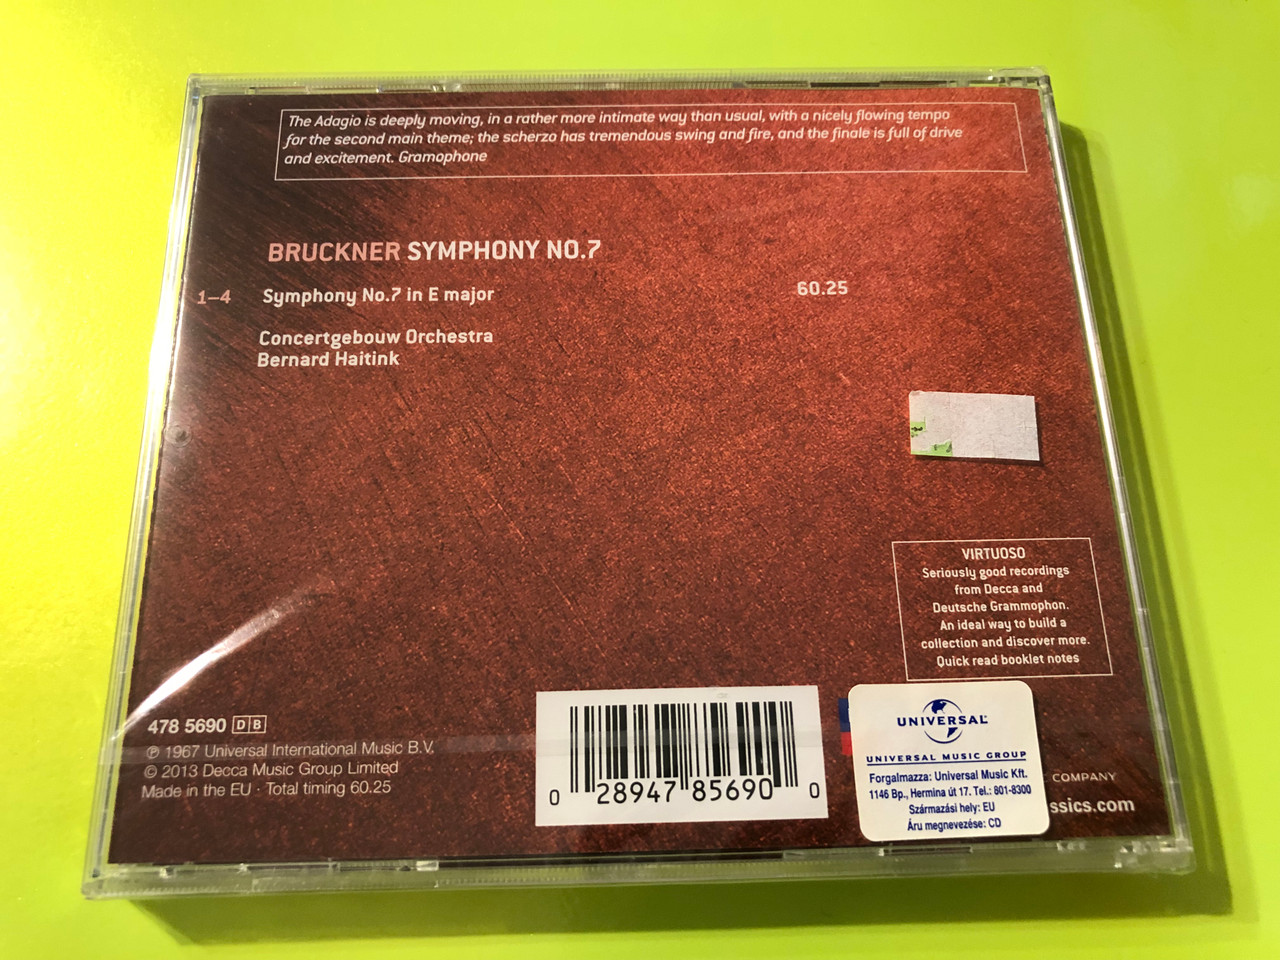 The Adagio is deeply moving, in a rather more intimate way than usual, with a nicely flowing tempo
for the second main theme; the scherzo has tremendous swing and fire, and the finale is full of drive
and excitement. Gramophone
BRUCKNER SYMPHONY NO.7
1–4 Symphony No.7 in E major 60.25
Concertgebouw Orchestra
Bernard Haitink
VIRTUOSO
Seriously good recordings
from Decca and
Deutsche Grammophon.
An ideal way to build a
collection and discover more.
Quick read booklet notes
478 5690 DB
℗ 1967 Universal International Music B.V.
© 2013 Decca Music Group Limited
Made in the EU · Total timing 60.25
0 28947 85690 0
UNIVERSAL
UNIVERSAL MUSIC GROUP
Forgalmazza: Universal Music Kft.
1146 Bp., Hermina út 17. Tel.: 801-8300
Származási hely: EU
Áru megnevezése: CD
COMPANY
ssics.com